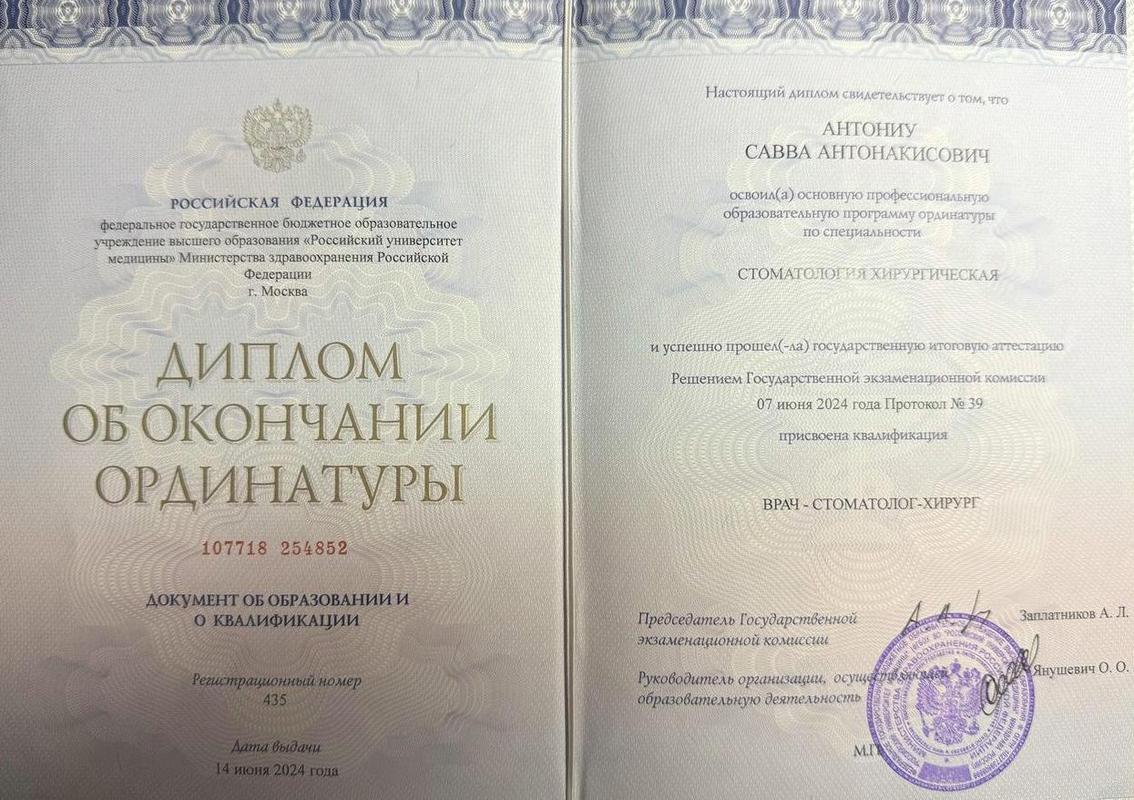 РОССИЙСКАЯ ФЕДЕРАЦИЯ
федеральное государственное бюджетное образовательное
учреждение высшего образования «Российский университет
медицины» Министерства здравоохранения Российской
Федерации
г. Москва
ДИПЛОМ
ОБ ОКОНЧАНИИ
ОРДИНАТУРЫ
107718 254852
ДОКУМЕНТ ОБ ОБРАЗОВАНИИ И
О КВАЛИФИКАЦИИ
Регистрационный номер
435
Дата выдачи
14 июня 2024 года
Настоящий диплом свидетельствует о том, что
АНТОНИУ
САВВА АНТОНАКИСОВИЧ
освоил(а) основную профессиональную
образовательную программу ординатуры
по специальности
СТОМАТОЛОГИЯ ХИРУРГИЧЕСКАЯ
и успешно прошел(-ла) государственную итоговую аттестацию
Решением Государственной экзаменационной комиссии
07 июня 2024 года Протокол № 39
присвоена квалификация
ВРАЧ - СТОМАТОЛОГ-ХИРУРГ
Председатель Государственной
экзаменационной комиссии
Заплатников А. Л.
Руководитель организации, осуществляющей
образовательную деятельность
Янушевич О. О.
М.П.